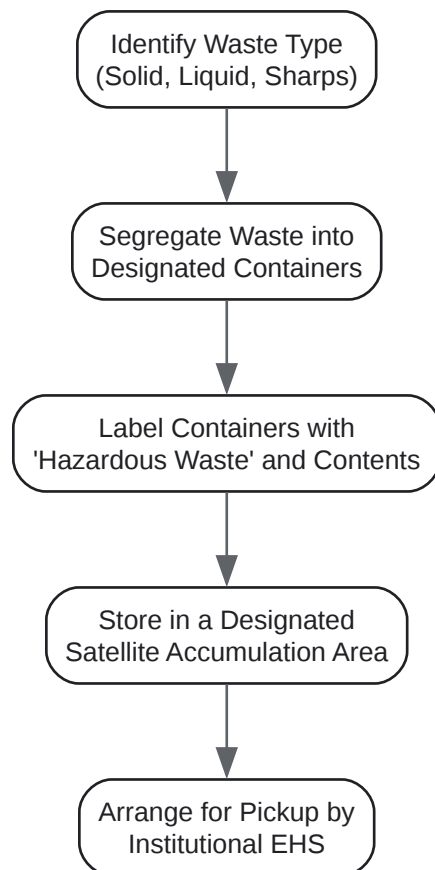 Identify Waste Type
(Solid, Liquid, Sharps)
Segregate Waste into
Designated Containers
Label Containers with
'Hazardous Waste' and Contents
Store in a Designated
Satellite Accumulation Area
Arrange for Pickup by
Institutional EHS